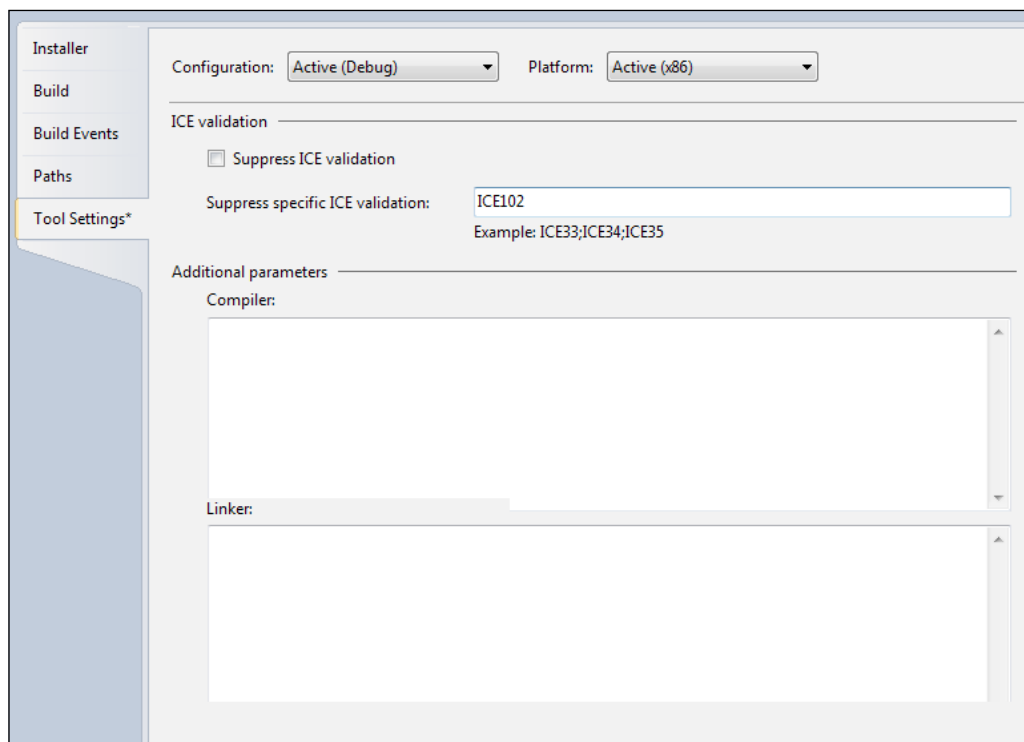 Installer
Build
Build Events
Paths
Tool Settings*
Configuration: Active (Debug) Platform: Active (x86)
ICE validation
Suppress ICE validation
Suppress specific ICE validation: ICE102
Example: ICE33;ICE34;ICE35
Additional parameters
Compiler:
Linker: